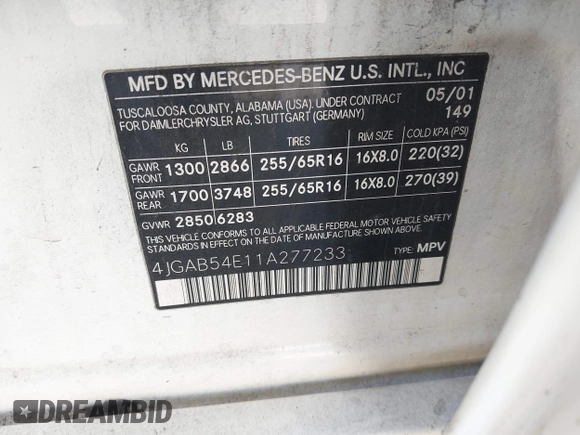 MFD BY MERCEDES-BENZ U.S. INTL., INC
TUSCALOOSA COUNTY, ALABAMA (USA). UNDER CONTRACT 05/01
FOR DAIMLERCHRYSLER AG, STUTTGART (GERMANY) 149
KG LB TIRES RIM SIZE COLD KPA (PSI)
GAWR FRONT 1300 2866 255/65R16 16X8.0 220(32)
GAWR REAR 1700 3748 255/65R16 16X8.0 270(39)
GVWR 2850 6283
THIS VEHICLE CONFORMS TO ALL APPLICABLE FEDERAL MOTOR VEHICLE SAFETY
STANDARDS IN EFFECT ON THE DATE OF MANUFACTURE SHOWN ABOVE.
4JGAB54E11A277233 TYPE: MPV
DREAMBID